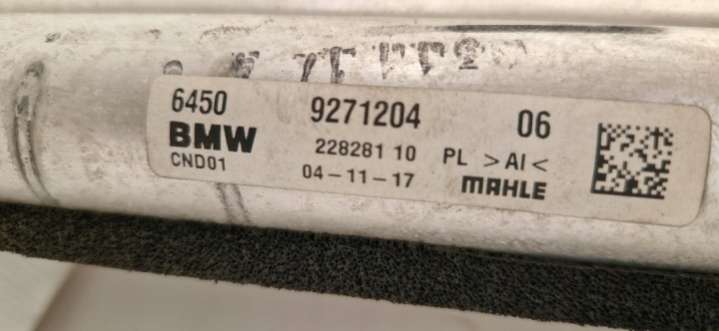 6450 9271204 06
BMW 228281 10 PL >Al<
CND01 04-11-17 MAHLE